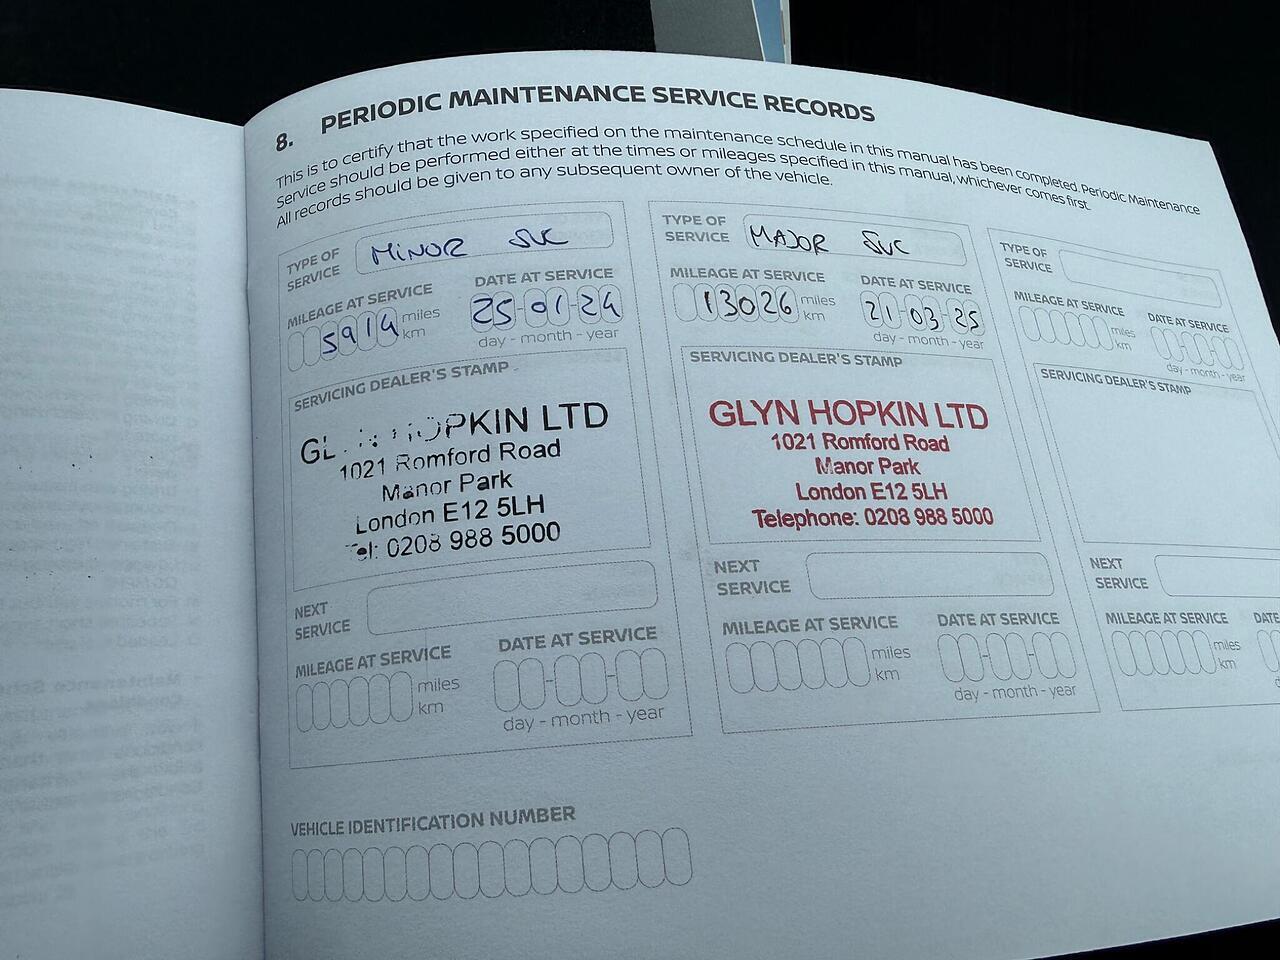 8. PERIODIC MAINTENANCE SERVICE RECORDS
This is to certify that the work specified on the maintenance schedule in this manual has been completed. Periodic Maintenance
Service should be performed either at the times or mileages specified in this manual, whichever comes first.
All records should be given to any subsequent owner of the vehicle.
TYPE OF SERVICE MINOR SVC
MILEAGE AT SERVICE DATE AT SERVICE
5914 miles km 25-01-24
day - month - year
SERVICING DEALER'S STAMP
HOPKIN LTD
1021 Romford Road
Manor Park
London E12 5LH
Tel: 0208 988 5000
NEXT SERVICE
MILEAGE AT SERVICE DATE AT SERVICE
miles km
day - month - year
TYPE OF SERVICE MAJOR SVC
MILEAGE AT SERVICE DATE AT SERVICE
13026 miles km 21-03-25
day - month - year
SERVICING DEALER'S STAMP
GLYN HOPKIN LTD
1021 Romford Road
Manor Park
London E12 5LH
Telephone: 0208 988 5000
NEXT SERVICE
MILEAGE AT SERVICE DATE AT SERVICE
miles km
day - month - year
TYPE OF SERVICE
MILEAGE AT SERVICE DATE AT SERVICE
miles km
day - month - year
SERVICING DEALER'S STAMP
NEXT SERVICE
MILEAGE AT SERVICE DATE
miles km
VEHICLE IDENTIFICATION NUMBER